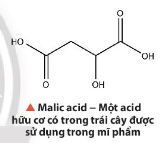 O
HO
OH
O
OH
▲ Malic acid – Một acid
hữu cơ có trong trái cây được
sử dụng trong mĩ phẩm